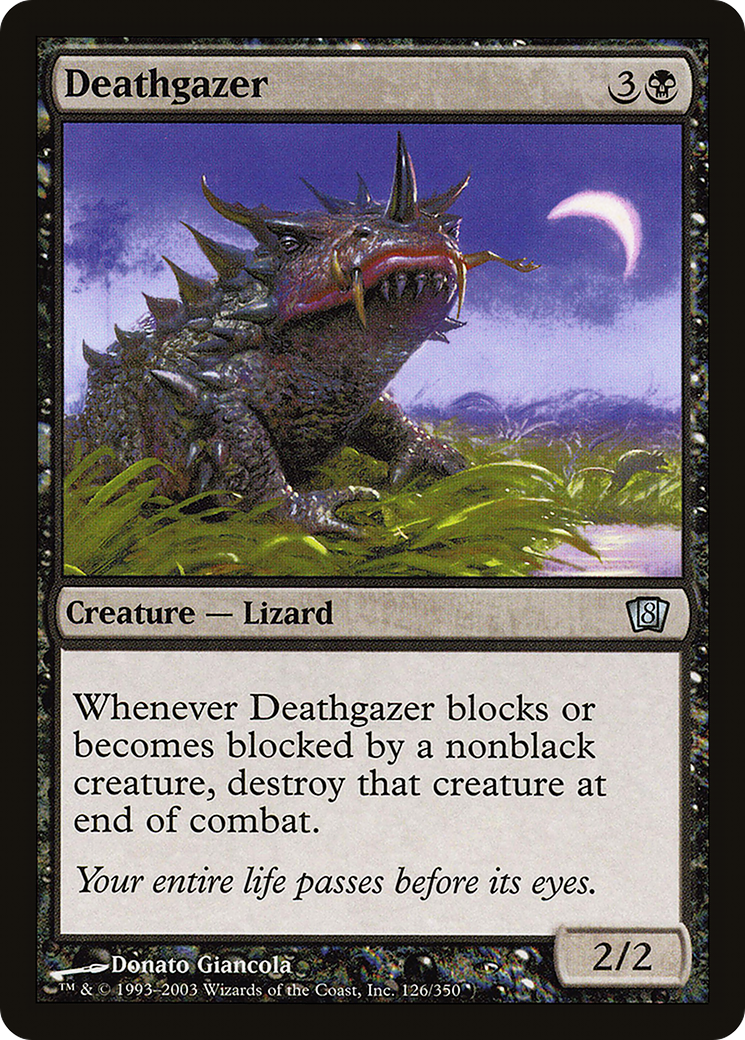 Deathgazer 3
Creature — Lizard 8
Whenever Deathgazer blocks or
becomes blocked by a nonblack
creature, destroy that creature at
end of combat.
Your entire life passes before its eyes.
2/2
Donato Giancola
™ & © 1993–2003 Wizards of the Coast, Inc. 126/350